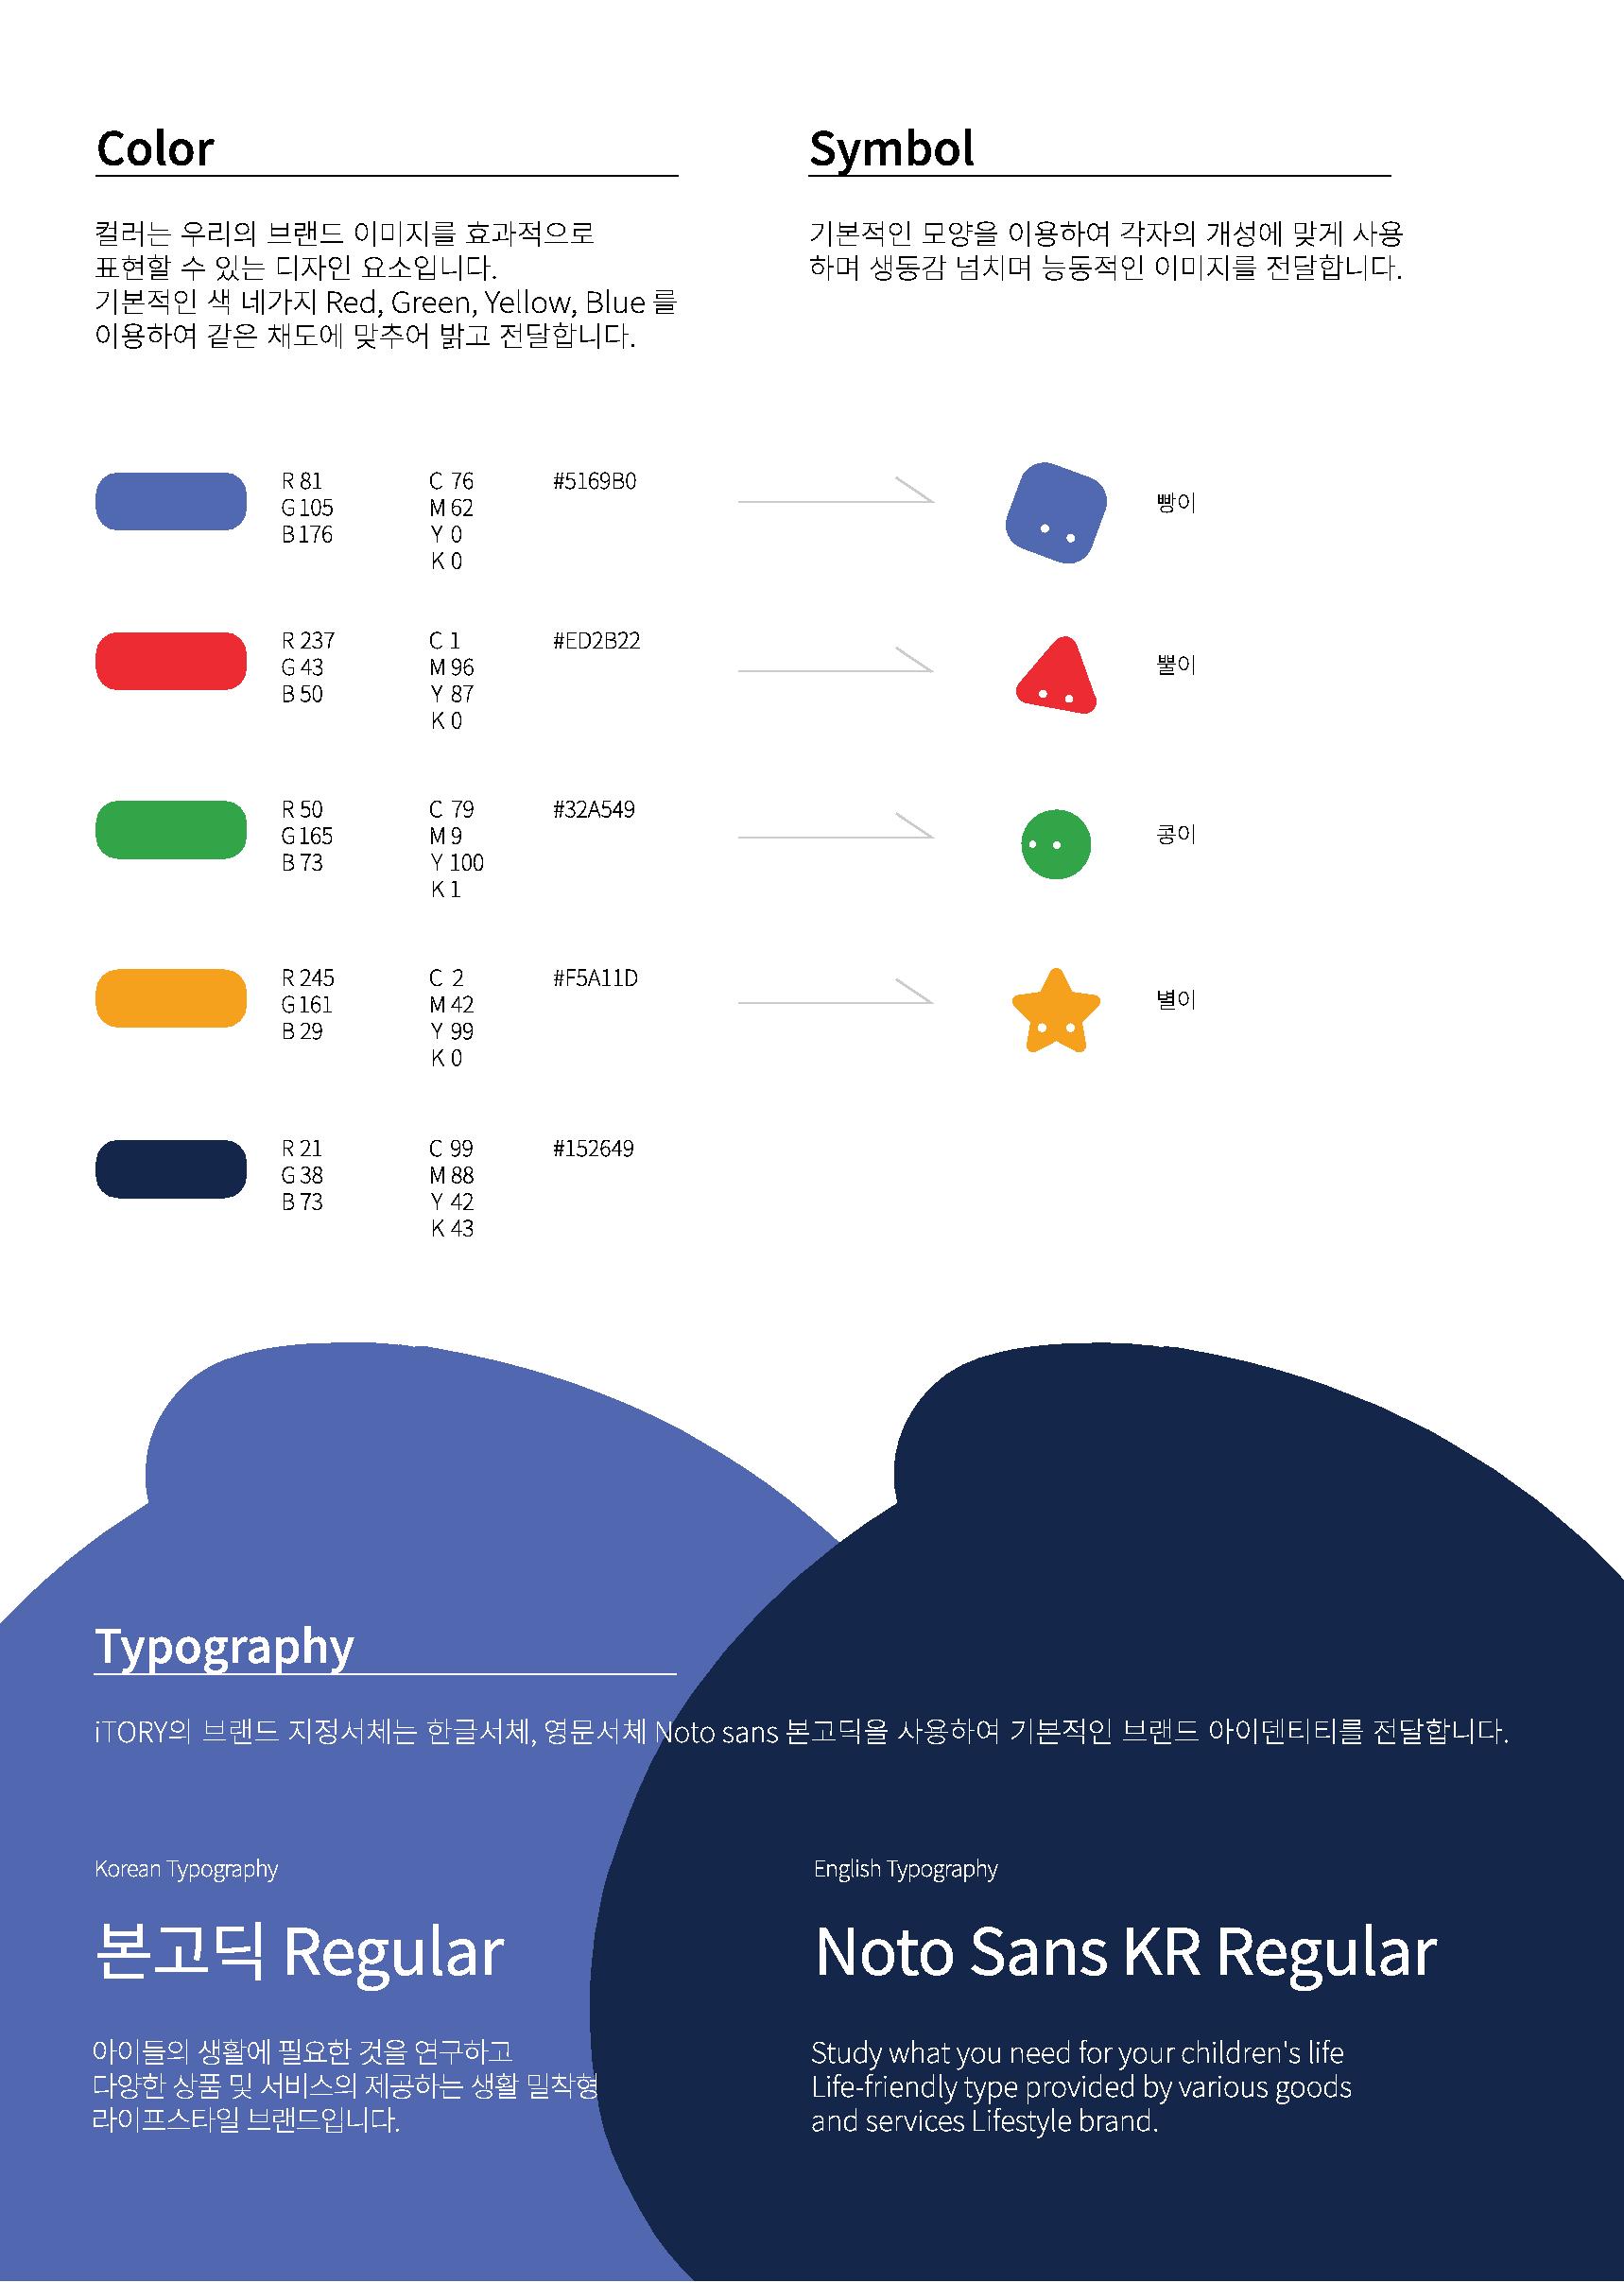 Color
컬러는 우리의 브랜드 이미지를 효과적으로
표현할 수 있는 디자인 요소입니다.
기본적인 색 네가지 Red, Green, Yellow, Blue 를
이용하여 같은 채도에 맞추어 밝고 전달합니다.
Symbol
기본적인 모양을 이용하여 각자의 개성에 맞게 사용
하며 생동감 넘치며 능동적인 이미지를 전달합니다.
R 81 C 76 #5169B0
G 105 M 62
B 176 Y 0
K 0
빵이
R 237 C 1 #ED2B22
G 43 M 96
B 50 Y 87
K 0
뿔이
R 50 C 79 #32A549
G 165 M 9
B 73 Y 100
K 1
콩이
R 245 C 2 #F5A11D
G 161 M 42
B 29 Y 99
K 0
별이
R 21 C 99 #152649
G 38 M 88
B 73 Y 42
K 43
Typography
iTORY의 브랜드 지정서체는 한글서체, 영문서체 Noto sans 본고딕을 사용하여 기본적인 브랜드 아이덴티티를 전달합니다.
Korean Typography
본고딕 Regular
아이들의 생활에 필요한 것을 연구하고
다양한 상품 및 서비스의 제공하는 생활 밀착형
라이프스타일 브랜드입니다.
English Typography
Noto Sans KR Regular
Study what you need for your children's life
Life-friendly type provided by various goods
and services Lifestyle brand.